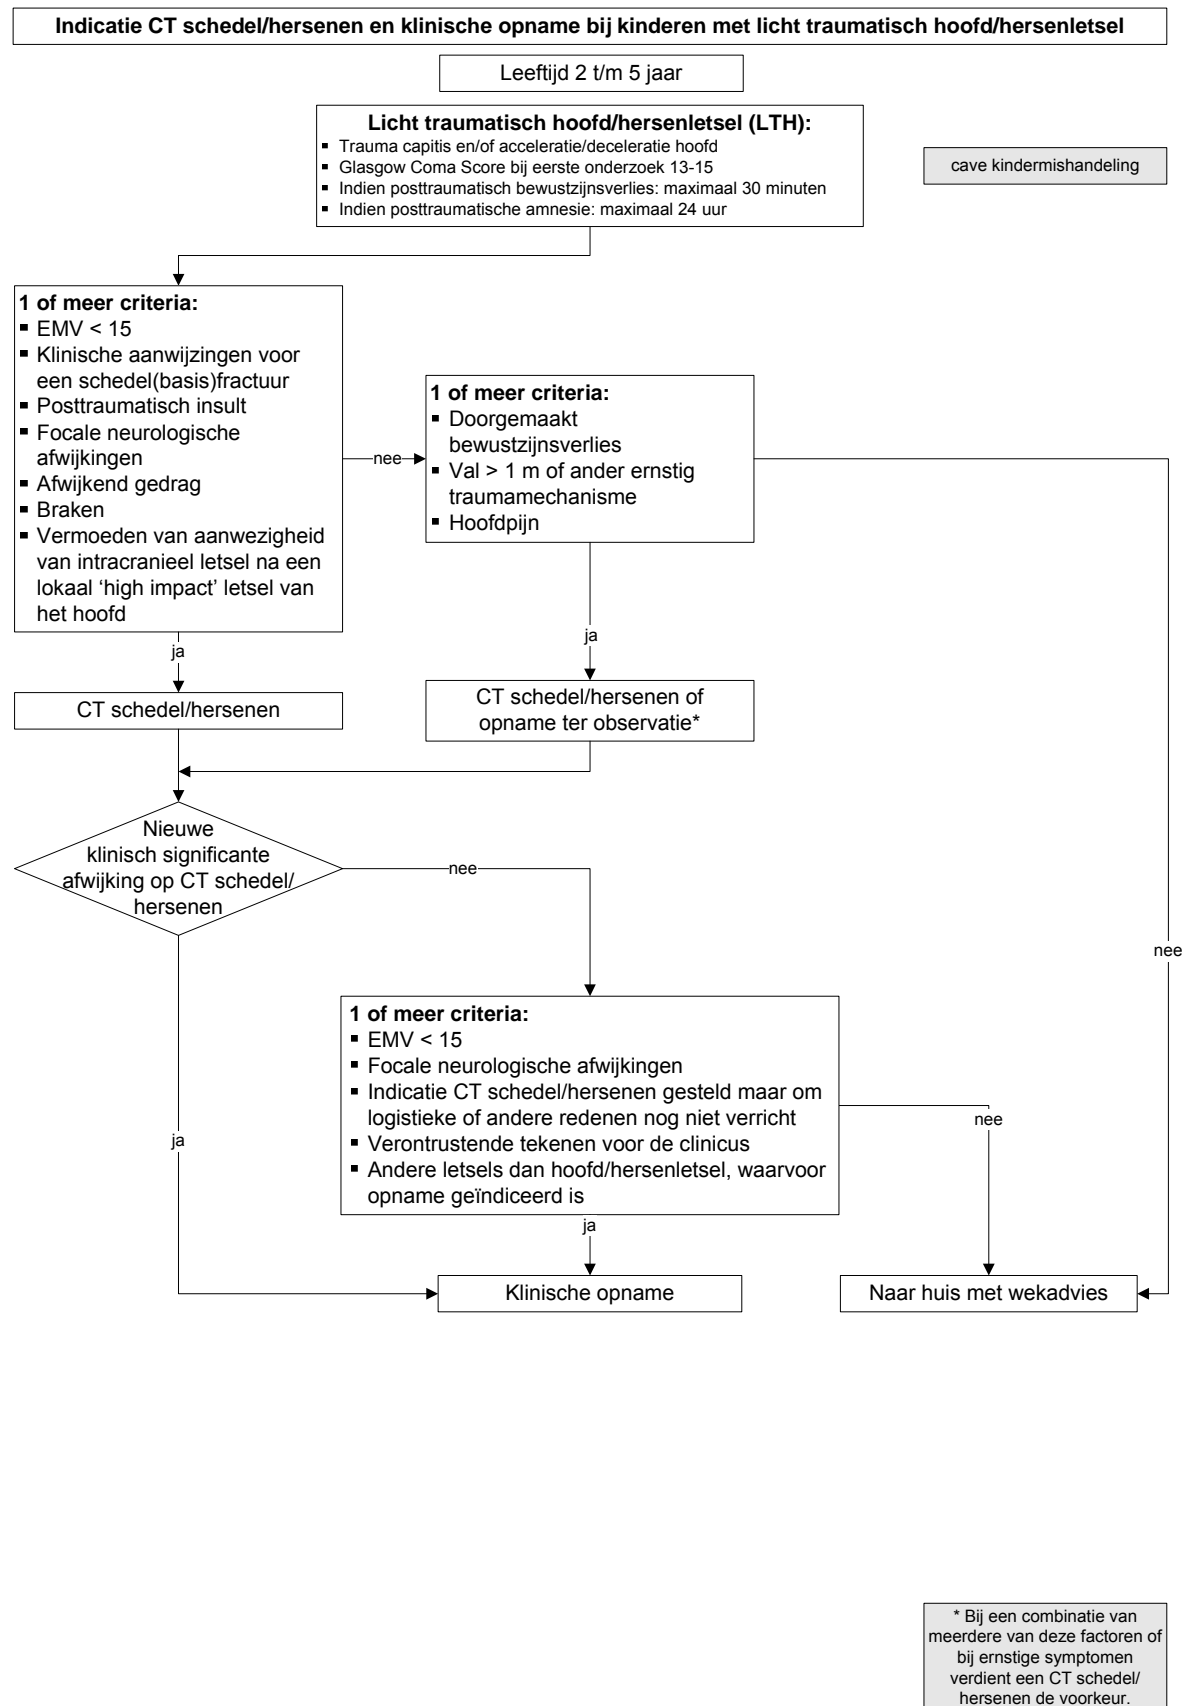 Indicatie CT schedel/hersenen en klinische opname bij kinderen met licht traumatisch hoofd/hersenletsel
Leeftijd 2 t/m 5 jaar
Licht traumatisch hoofd/hersenletsel (LTH):
▪ Trauma capitis en/of acceleratie/deceleratie hoofd
▪ Glasgow Coma Score bij eerste onderzoek 13-15
▪ Indien posttraumatisch bewustzijnsverlies: maximaal 30 minuten
▪ Indien posttraumatische amnesie: maximaal 24 uur
cave kindermishandeling
1 of meer criteria:
▪ EMV < 15
▪ Klinische aanwijzingen voor
een schedel(basis)fractuur
▪ Posttraumatisch insult
▪ Focale neurologische
afwijkingen
▪ Afwijkend gedrag
▪ Braken
▪ Vermoeden van aanwezigheid
van intracranieel letsel na een
lokaal ‘high impact’ letsel van
het hoofd
nee
1 of meer criteria:
▪ Doorgemaakt
bewustzijnsverlies
▪ Val > 1 m of ander ernstig
traumamechanisme
▪ Hoofdpijn
ja
ja
CT schedel/hersenen
CT schedel/hersenen of
opname ter observatie*
Nieuwe
klinisch significante
afwijking op CT schedel/
hersenen
nee
nee
1 of meer criteria:
▪ EMV < 15
▪ Focale neurologische afwijkingen
▪ Indicatie CT schedel/hersenen gesteld maar om
logistieke of andere redenen nog niet verricht
▪ Verontrustende tekenen voor de clinicus
▪ Andere letsels dan hoofd/hersenletsel, waarvoor
opname geïndiceerd is
ja
nee
ja
Klinische opname
Naar huis met wekadvies
* Bij een combinatie van
meerdere van deze factoren of
bij ernstige symptomen
verdient een CT schedel/
hersenen de voorkeur.